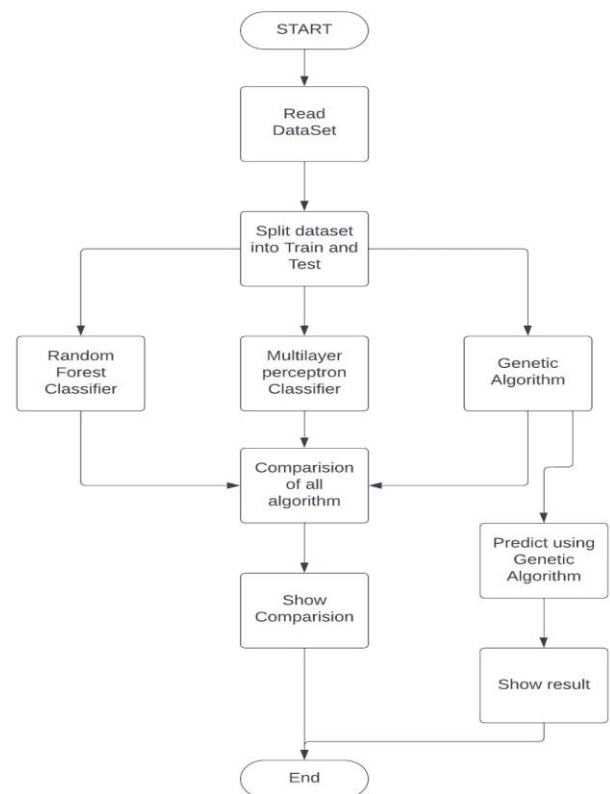 START
Read
DataSet
Split dataset
into Train and
Test
Random
Forest
Classifier
Multilayer
perceptron
Classifier
Genetic
Algorithm
Comparision
of all
algorithm
Predict using
Genetic
Algorithm
Show
Comparision
Show result
End